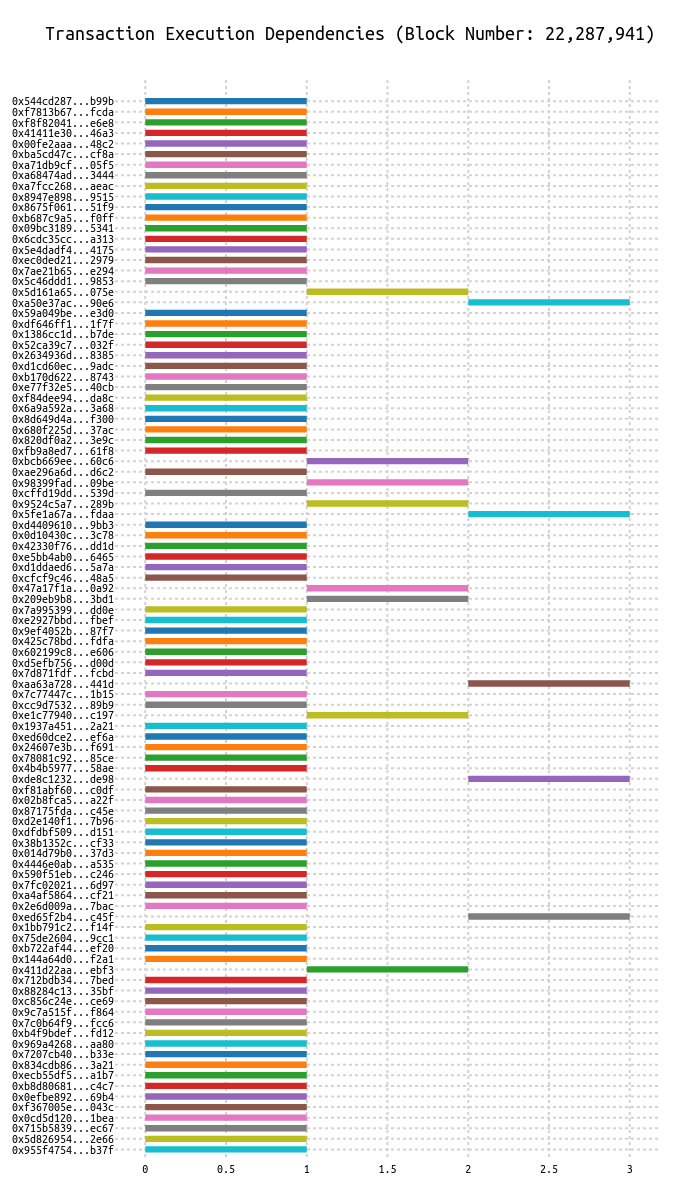 Transaction Execution Dependencies (Block Number: 22,287,941)
0x544cd287...b99b
0xf7813b67...fcda
0xf8f82041...e6e8
0x41411e30...46a3
0x00fe2aaa...48c2
0xba5cd47c...cf8a
0xa71db9cf...05f5
0xa68474ad...3444
0xa7fcc268...aeac
0x8947e898...9515
0x8675f061...51f9
0xb687c9a5...f0ff
0x09bc3189...5341
0x6cdc35cc...a313
0x5e4dadf4...4175
0xec0ded21...2979
0x7ae21b65...e294
0x5c46ddd1...9853
0x5d161a65...075e
0xa50e37ac...90e6
0x59a049be...e3d0
0xdf646ff1...1f7f
0x1386cc1d...b7de
0x52ca39c7...032f
0x2634936d...8385
0xd1cd60ec...9adc
0xb170d622...8743
0xe77f32e5...40cb
0xf84dee94...da8c
0x6a9a592a...3a68
0x8d649d4a...f300
0x680f225d...37ac
0x820df0a2...3e9c
0xfb9a8ed7...61f8
0xbcb669ee...60c6
0xae296a6d...d6c2
0x98399fad...09be
0xcffd19dd...539d
0x9524c5a7...289b
0x5fe1a67a...fdaa
0xd4409610...9bb3
0x0d10430c...3c78
0x42330f76...dd1d
0xe5bb4ab0...6465
0xd1ddaed6...5a7a
0xcfcf9c46...48a5
0x47a17f1a...0a92
0x209eb9b8...3bd1
0x7a995399...dd0e
0xe2927bbd...fbef
0x9ef4052b...87f7
0x425c78bd...fdfa
0x602199c8...e606
0xd5efb756...d00d
0x7d871fdf...fcbd
0xaa63a728...441d
0x7c77447c...1b15
0xcc9d7532...89b9
0xe1c77940...c197
0x1937a451...2a21
0xed60dce2...ef6a
0x24607e3b...f691
0x78081c92...85ce
0x4b4b5977...58ae
0xde8c1232...de98
0xf81abf60...c0df
0x02b8fca5...a22f
0x87175fda...c45e
0xd2e140f1...7b96
0xdfdbf509...d151
0x38b1352c...cf33
0x014d79b0...37d3
0x4446e0ab...a535
0x590f51eb...c246
0x7fc02021...6d97
0xa4af5864...cf21
0x2e6d009a...7bac
0xed65f2b4...c45f
0x1bb791c2...f14f
0x75de2604...9cc1
0xb722af44...ef20
0x144a64d0...f2a1
0x411d22aa...ebf3
0x712bdb34...7bed
0x88284c13...35bf
0xc856c24e...ce69
0x9c7a515f...f864
0x7c0b64f9...fcc6
0xb4f9bdef...fd12
0x969a4268...aa80
0x7207cb40...b33e
0x834cdb86...3a21
0xecb55df5...a1b7
0xb8d80681...c4c7
0x0efbe892...69b4
0xf367005e...043c
0x0cd5d120...1bea
0x715b5839...ec67
0x5d826954...2e66
0x955f4754...b37f
0 0.5 1 1.5 2 2.5 3